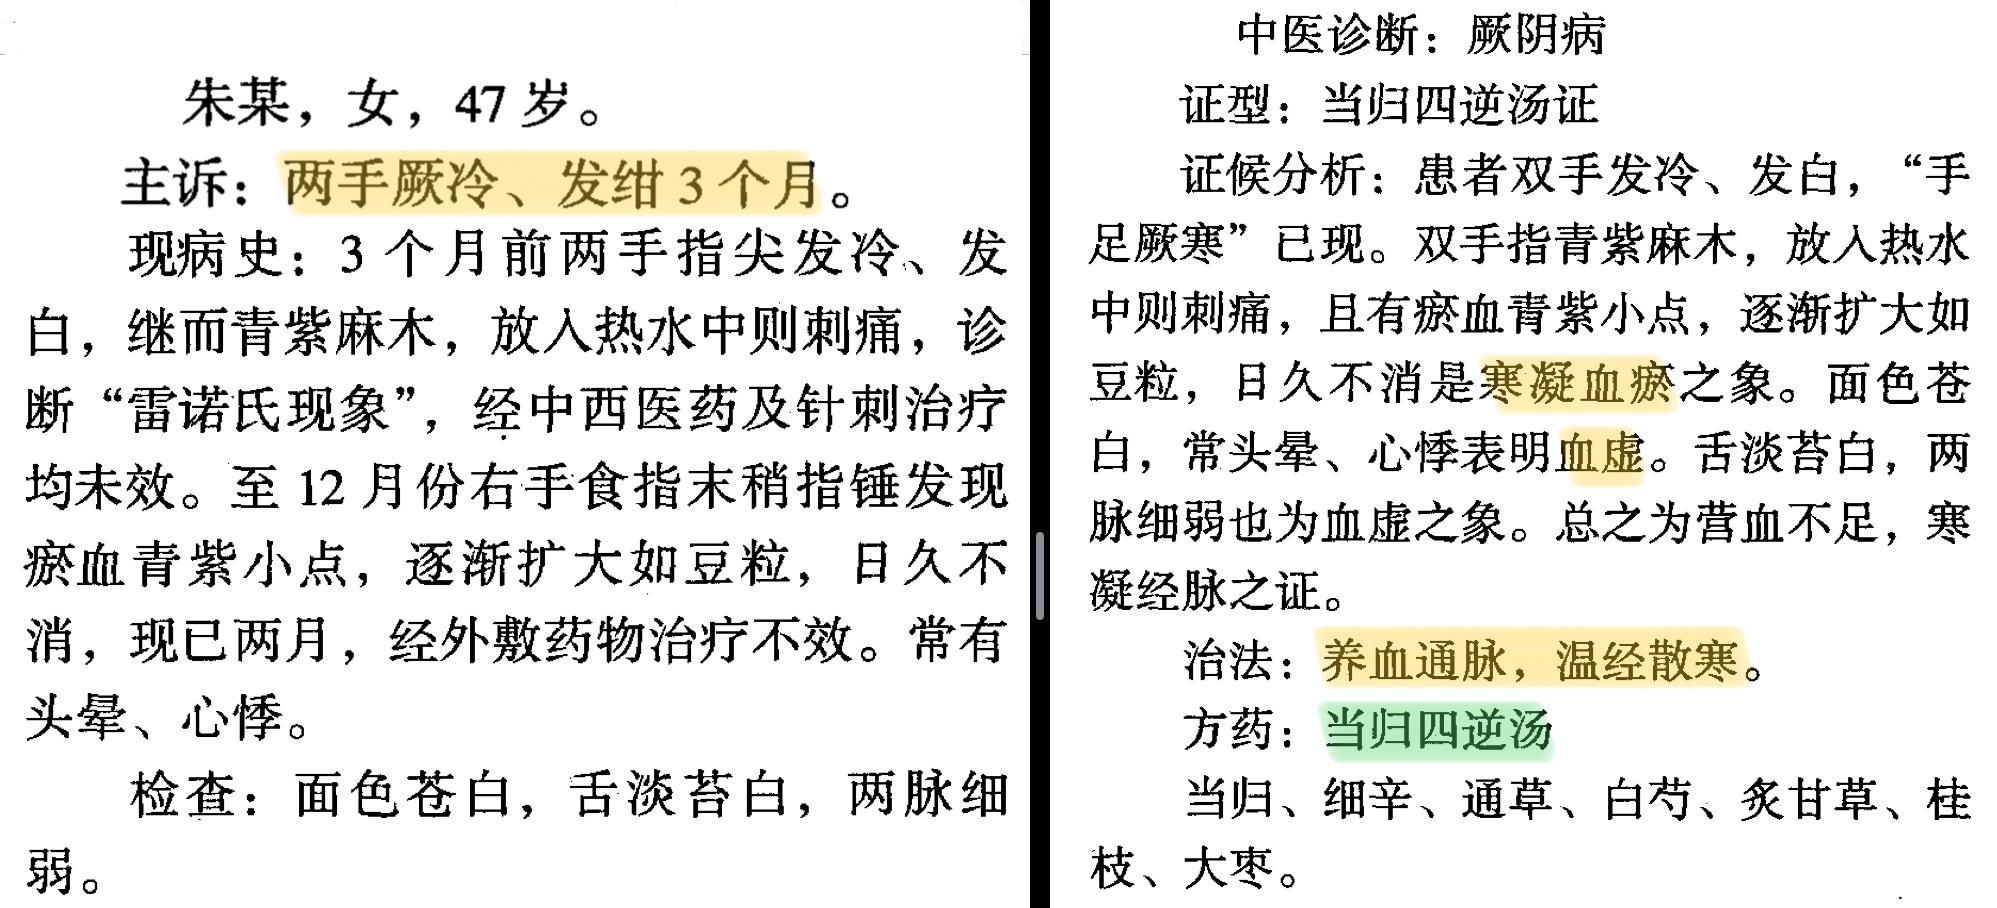 朱某，女，47 岁。
主诉：两手厥冷、发绀 3 个月。
现病史：3 个月前两手指尖发冷、发
白，继而青紫麻木，放入热水中则刺痛，诊
断“雷诺氏现象”，经中西医药及针刺治疗
均未效。至 12 月份右手食指末稍指锤发现
瘀血青紫小点，逐渐扩大如豆粒，日久不
消，现已两月，经外敷药物治疗不效。常有
头晕、心悸。
检查：面色苍白，舌淡苔白，两脉细
弱。
中医诊断：厥阴病
证型：当归四逆汤证
证候分析：患者双手发冷、发白，“手
足厥寒”已现。双手指青紫麻木，放入热水
中则刺痛，且有瘀血青紫小点，逐渐扩大如
豆粒，日久不消是寒凝血瘀之象。面色苍
白，常头晕、心悸表明血虚。舌淡苔白，两
脉细弱也为血虚之象。总之为营血不足，寒
凝经脉之证。
治法：养血通脉，温经散寒。
方药：当归四逆汤
当归、细辛、通草、白芍、炙甘草、桂
枝、大枣。